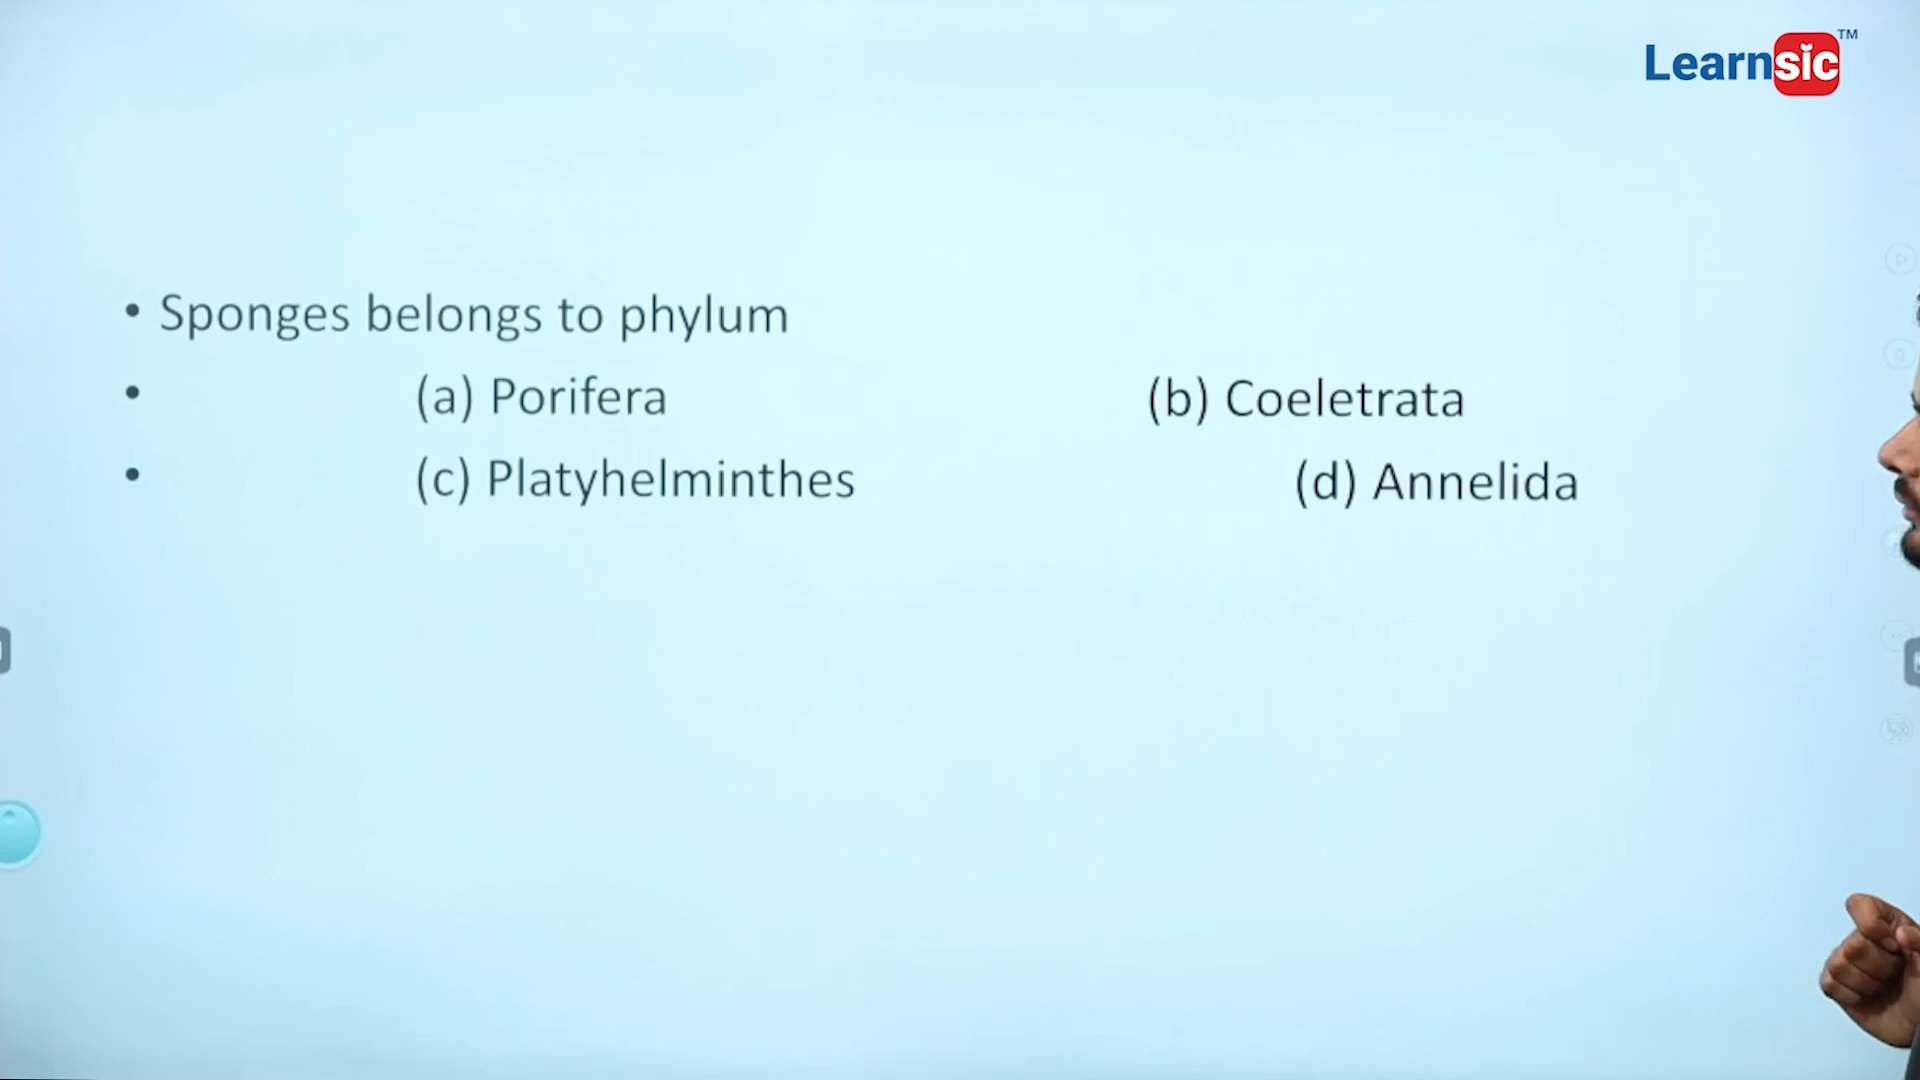 Learnsic™
• Sponges belongs to phylum
• (a) Porifera (b) Coeletrata
• (c) Platyhelminthes (d) Annelida